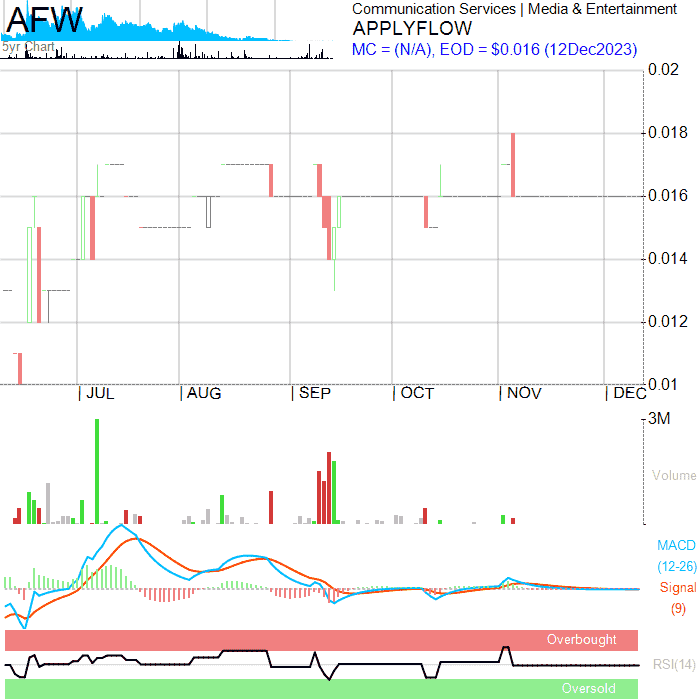 AFW
Communication Services | Media & Entertainment
APPLYFLOW
5yr Chart
MC = (N/A), EOD = $0.016 (12Dec2023)
0.02
0.018
0.016
0.014
0.012
0.01
JUL
AUG
SEP
OCT
NOV
DEC
3M
Volume
MACD
(12-26)
Signal
(9)
Overbought
RSI(14)
Oversold